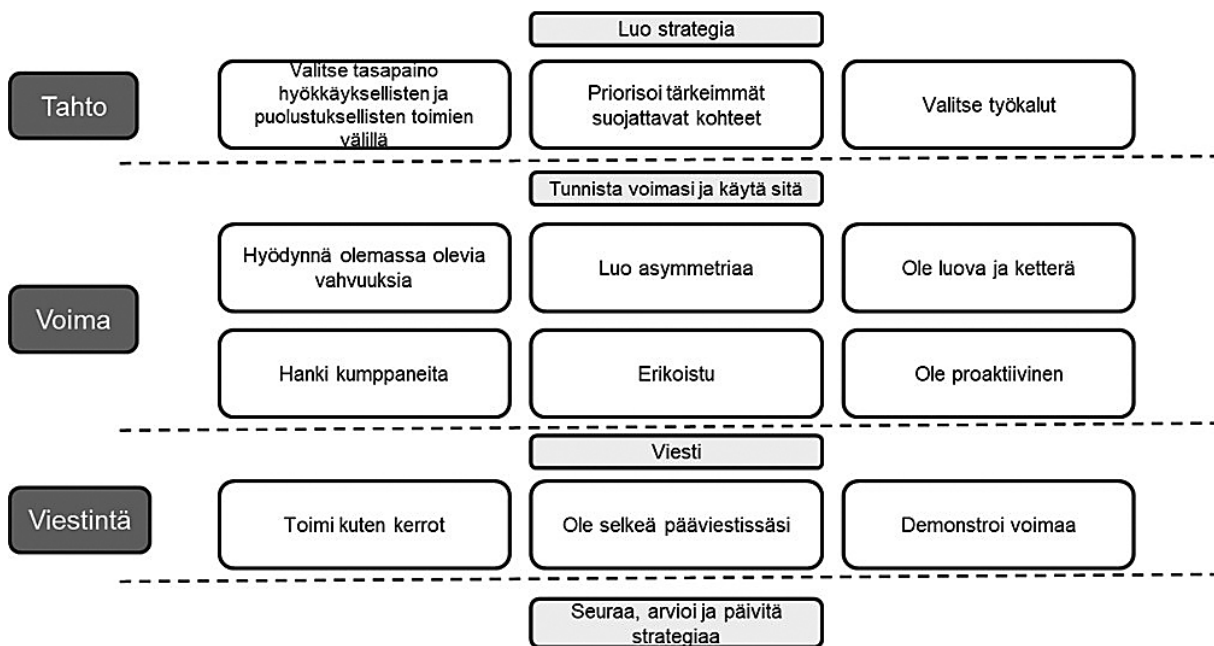 Luo strategia
Tahto
Valitse tasapaino
hyökkäyksellisten ja
puolustuksellisten toimien
välillä
Priorisoi tärkeimmät
suojattavat kohteet
Valitse työkalut
Tunnista voimasi ja käytä sitä
Voima
Hyödynnä olemassa olevia
vahvuuksia
Luo asymmetriaa
Ole luova ja ketterä
Hanki kumppaneita
Erikoistu
Ole proaktiivinen
Viesti
Viestintä
Toimi kuten kerrot
Ole selkeä pääviestissäsi
Demonstroi voimaa
Seuraa, arvioi ja päivitä
strategiaa